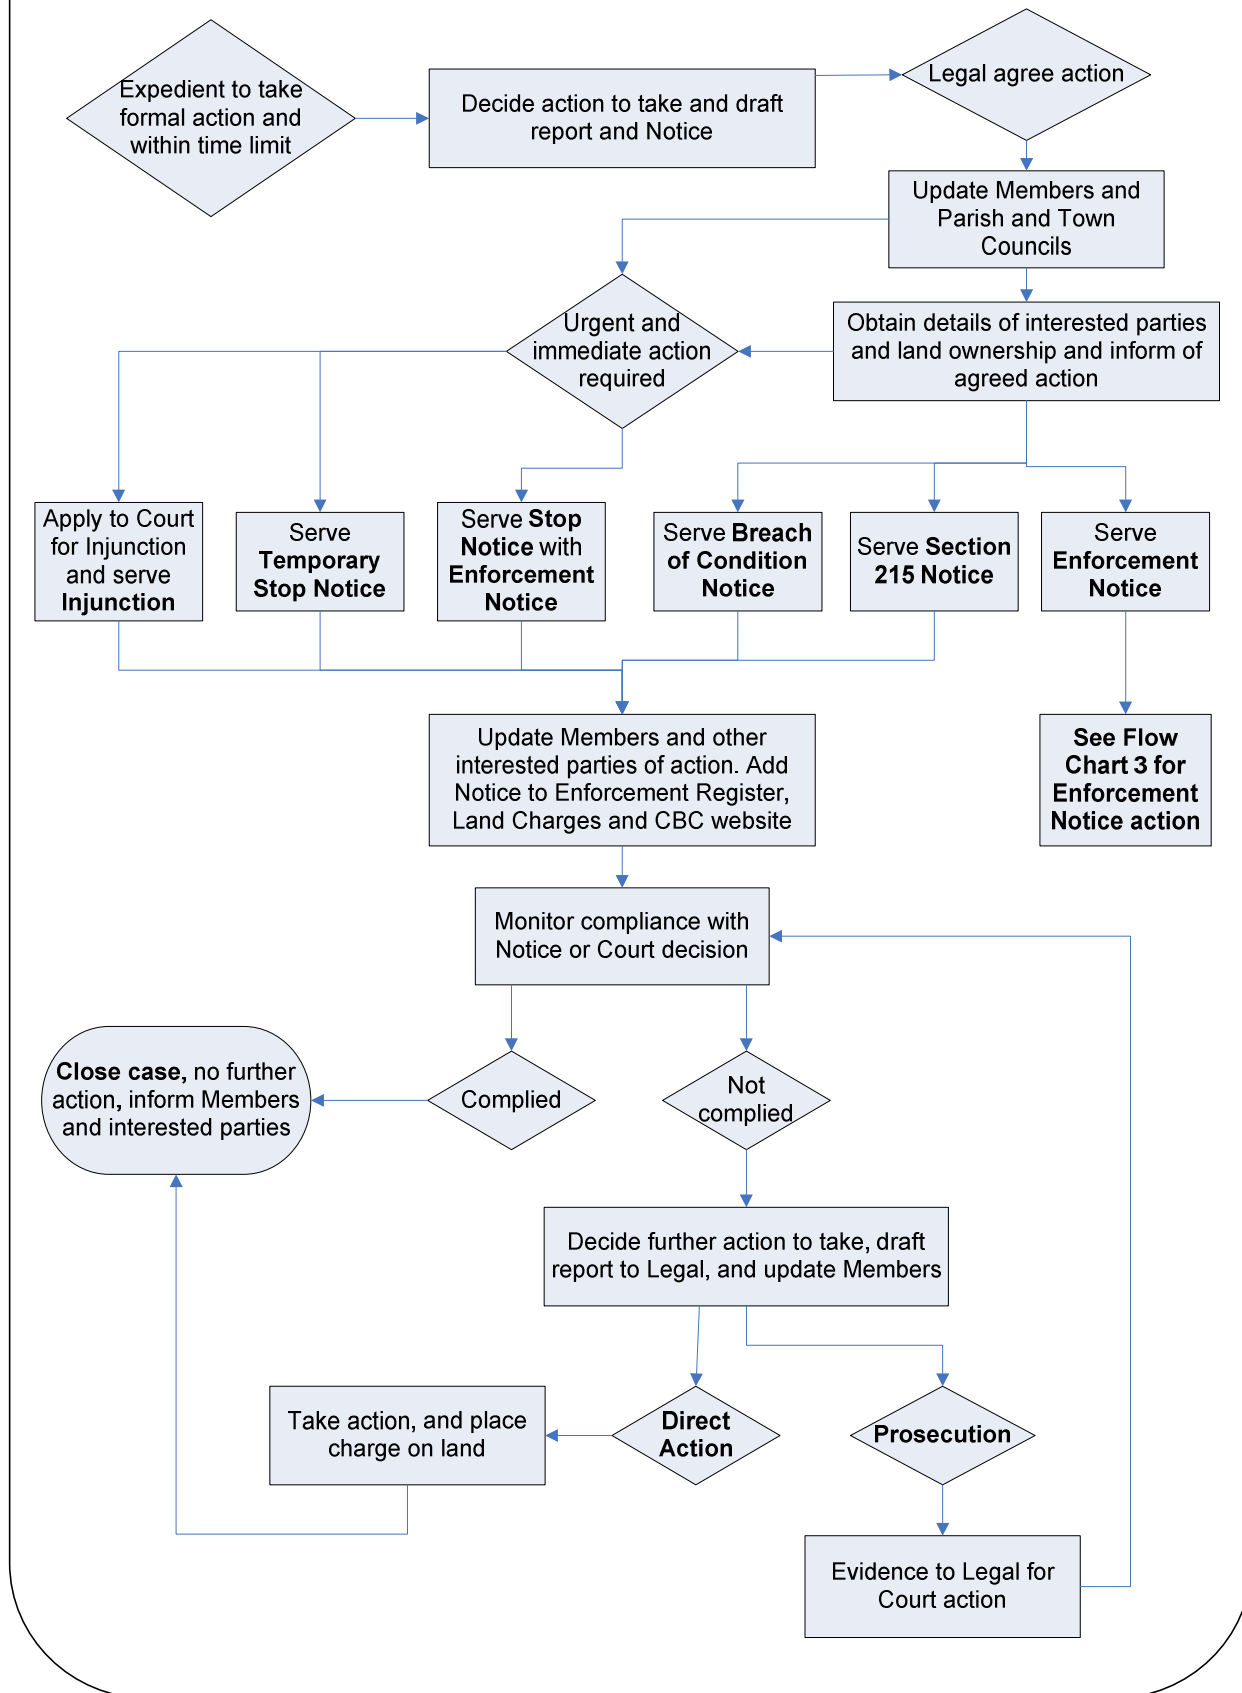 Expedient to take
formal action and
within time limit
Decide action to take and draft
report and Notice
Legal agree action
Update Members and
Parish and Town
Councils
Urgent and
immediate action
required
Obtain details of interested parties
and land ownership and inform of
agreed action
Apply to Court
for Injunction
and serve
Injunction
Serve
Temporary
Stop Notice
Serve Stop
Notice with
Enforcement
Notice
Serve Breach
of Condition
Notice
Serve Section
215 Notice
Serve
Enforcement
Notice
Update Members and other
interested parties of action. Add
Notice to Enforcement Register,
Land Charges and CBC website
See Flow
Chart 3 for
Enforcement
Notice action
Monitor compliance with
Notice or Court decision
Close case, no further
action, inform Members
and interested parties
Complied
Not
complied
Decide further action to take, draft
report to Legal, and update Members
Take action, and place
charge on land
Direct
Action
Prosecution
Evidence to Legal for
Court action